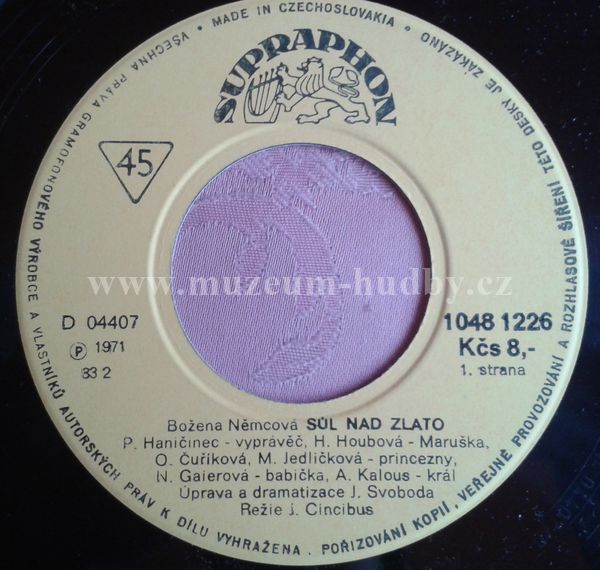 VŠECHNA PRÁVA GRAMOFONOVÉHO VÝROBCE A VLASTNÍKŮ AUTORSKÝCH PRÁV K DÍLU VYHRAŽENA. POŘIZOVÁNÍ KOPIÍ, VEŘEJNÉ PROVOZOVÁNÍ A ROZHLASOVÉ ŠÍŘENÍ TÉTO DESKY JE ZAKÁZÁNO
• MADE IN CZECHOSLOVAKIA •
SUPRAPHON
45
www.muzeum-hudby.cz
D 04407
℗ 1971
83 2
1048 1226
Kčs 8,-
1. strana
Božena Němcová SŮL NAD ZLATO
P. Haničinec - vyprávěč, H. Houbová - Maruška,
O. Čuříková, M. Jedličková - princezny,
N. Gaierová - babička, A. Kalous - král
Úprava a dramatizace J. Svoboda
Režie J. Cincibus